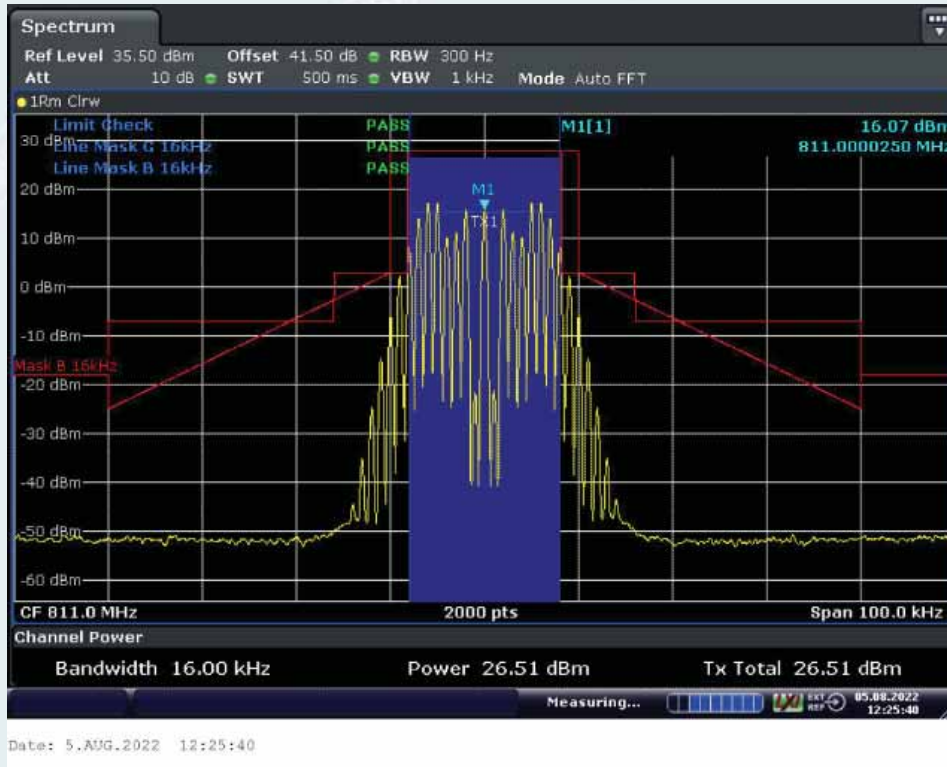 Spectrum
Ref Level 35.50 dBm Offset 41.50 dB RBW 300 Hz
Att 10 dB SWT 500 ms VBW 1 kHz Mode Auto FFT
1Rm Clrw
Limit Check PASS M1[1] 16.07 dBm
30 dBm Line Mask G 16kHz PASS 811.0000250 MHz
Line Mask B 16kHz PASS
20 dBm M1
TX1
10 dBm
0 dBm
-10 dBm
Mask B 16kHz
-20 dBm
-30 dBm
-40 dBm
-50 dBm
-60 dBm
CF 811.0 MHz 2000 pts Span 100.0 kHz
Channel Power
Bandwidth 16.00 kHz Power 26.51 dBm Tx Total 26.51 dBm
Measuring... EXT REF 05.08.2022
12:25:40
Date: 5.AUG.2022 12:25:40